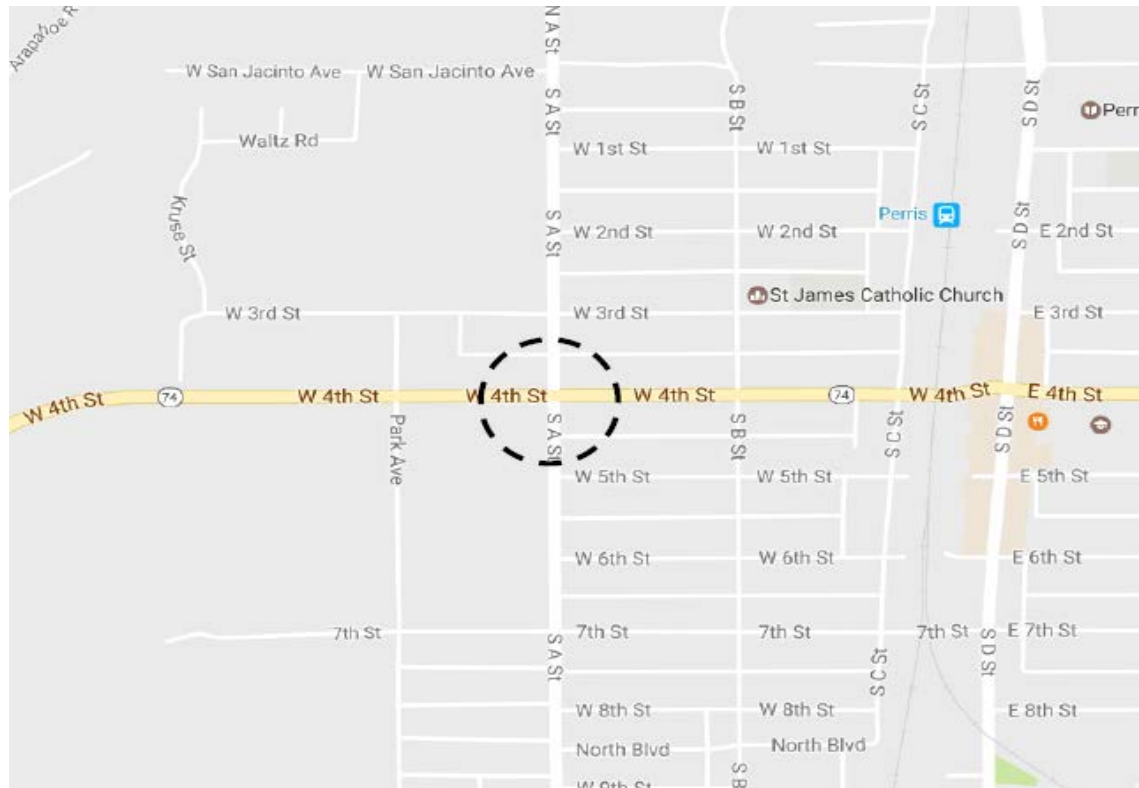 Arapahoe R
N A St
W San Jacinto Ave
W San Jacinto Ave
S A St
S B St
S C St
S D St
Perr
Waltz Rd
W 1st St
W 1st St
Kruse St
S A St
Perris
S D St
W 2nd St
W 2nd St
E 2nd St
St James Catholic Church
W 3rd St
W 3rd St
E 3rd St
W 4th St
74
W 4th St
W 4th St
W 4th St
74
W 4th St
E 4th St
Park Ave
S A St
S B St
S C St
S D St
W 5th St
W 5th St
E 5th St
W 6th St
W 6th St
E 6th St
7th St
7th St
7th St
7th St
E 7th St
S A St
S C St
S D S
W 8th St
W 8th St
E 8th St
North Blvd
North Blvd
S B
W 9th St